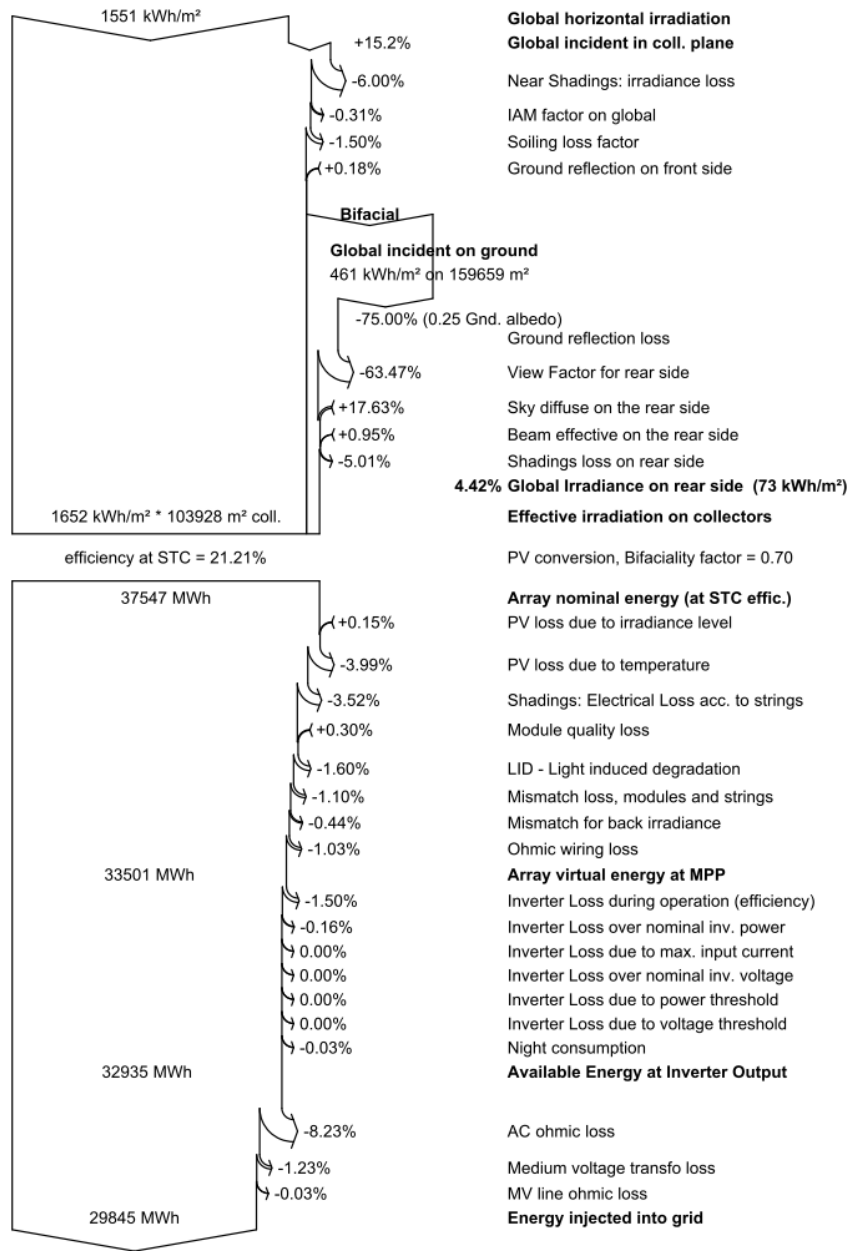 1551 kWh/m² Global horizontal irradiation
+15.2% Global incident in coll. plane
-6.00% Near Shadings: irradiance loss
-0.31% IAM factor on global
-1.50% Soiling loss factor
+0.18% Ground reflection on front side
Bifacial
Global incident on ground
461 kWh/m² on 159659 m²
-75.00% (0.25 Gnd. albedo)
Ground reflection loss
-63.47% View Factor for rear side
+17.63% Sky diffuse on the rear side
+0.95% Beam effective on the rear side
-5.01% Shadings loss on rear side
4.42% Global Irradiance on rear side (73 kWh/m²)
1652 kWh/m² * 103928 m² coll. Effective irradiation on collectors
efficiency at STC = 21.21% PV conversion, Bifaciality factor = 0.70
37547 MWh Array nominal energy (at STC effic.)
+0.15% PV loss due to irradiance level
-3.99% PV loss due to temperature
-3.52% Shadings: Electrical Loss acc. to strings
+0.30% Module quality loss
-1.60% LID - Light induced degradation
-1.10% Mismatch loss, modules and strings
-0.44% Mismatch for back irradiance
-1.03% Ohmic wiring loss
33501 MWh Array virtual energy at MPP
-1.50% Inverter Loss during operation (efficiency)
-0.16% Inverter Loss over nominal inv. power
0.00% Inverter Loss due to max. input current
0.00% Inverter Loss over nominal inv. voltage
0.00% Inverter Loss due to power threshold
0.00% Inverter Loss due to voltage threshold
-0.03% Night consumption
32935 MWh Available Energy at Inverter Output
-8.23% AC ohmic loss
-1.23% Medium voltage transfo loss
-0.03% MV line ohmic loss
29845 MWh Energy injected into grid